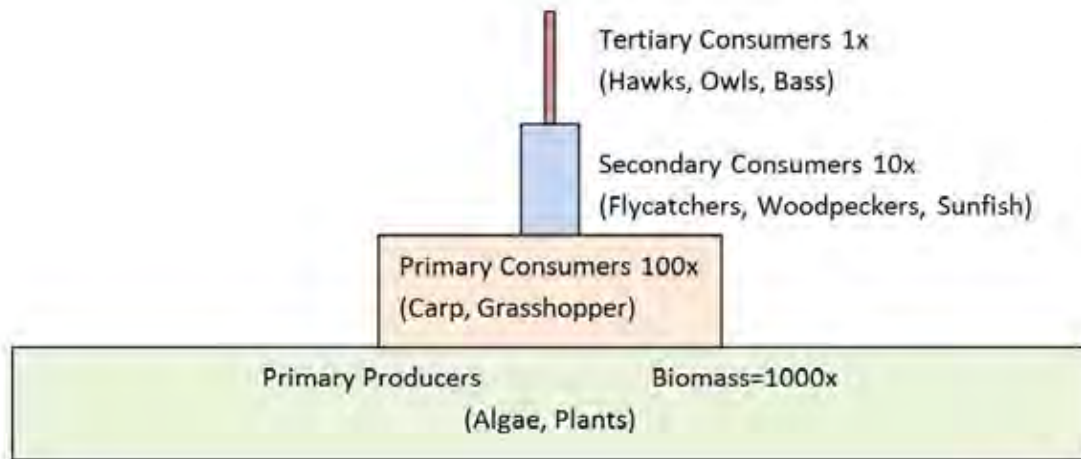 Tertiary Consumers 1x
(Hawks, Owls, Bass)
Secondary Consumers 10x
(Flycatchers, Woodpeckers, Sunfish)
Primary Consumers 100x
(Carp, Grasshopper)
Primary Producers Biomass=1000x
(Algae, Plants)